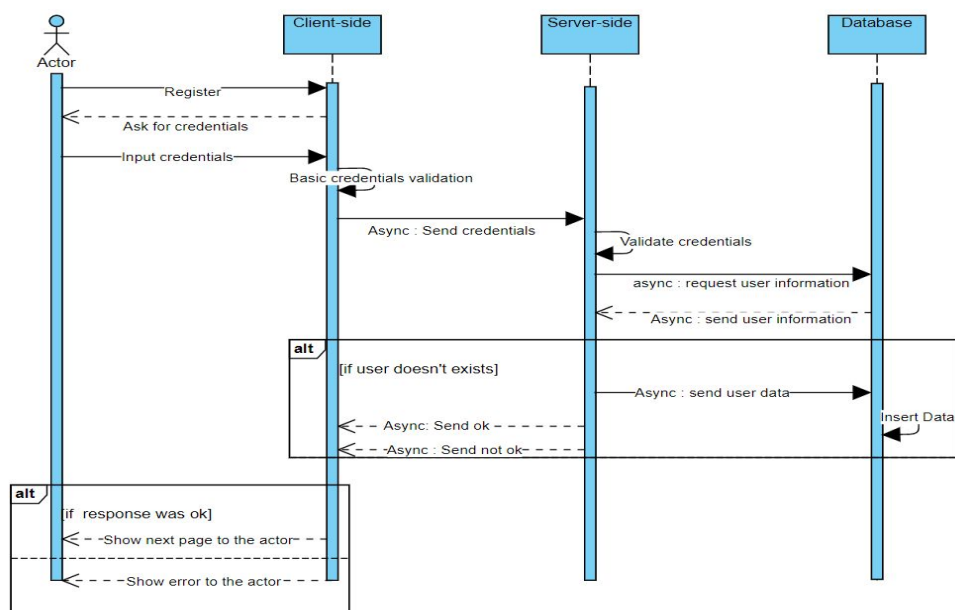 Client-side
Server-side
Database
Actor
Register
Ask for credentials
Input credentials
Basic credentials validation
Async : Send credentials
Validate credentials
async : request user information
Async : send user information
alt
[if user doesn't exists]
Async : send user data
Insert Data
Async: Send ok
Async : Send not ok
alt
[if response was ok]
Show next page to the actor
Show error to the actor